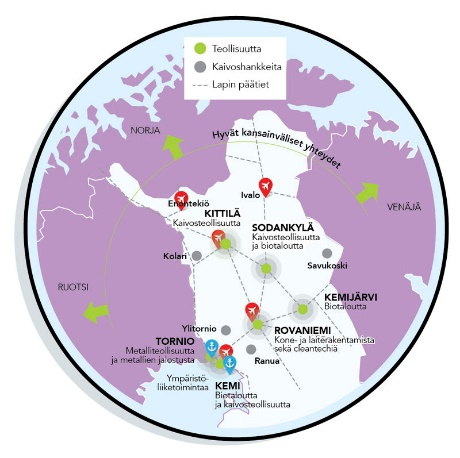 Teollisuutta
Kaivoshankkeita
Lapin päätiet
NORJA
Hyvät kansainväliset yhteydet
Enontekiö
Ivalo
VENÄJÄ
KITTILÄ
Kaivosteollisuutta
SODANKYLÄ
Kaivosteollisuutta
ja biotaloutta
Kolari
Savukoski
RUOTSI
KEMIJÄRVI
Biotaloutta
Ylitornio
ROVANIEMI
Kone- ja laiterakentamista
sekä cleantechiä
TORNIO
Metalliteollisuutta
ja metallien jalostusta
Ranua
Ympäristö-
liiketoimintaa
KEMI
Biotaloutta
ja kaivosteollisuutta